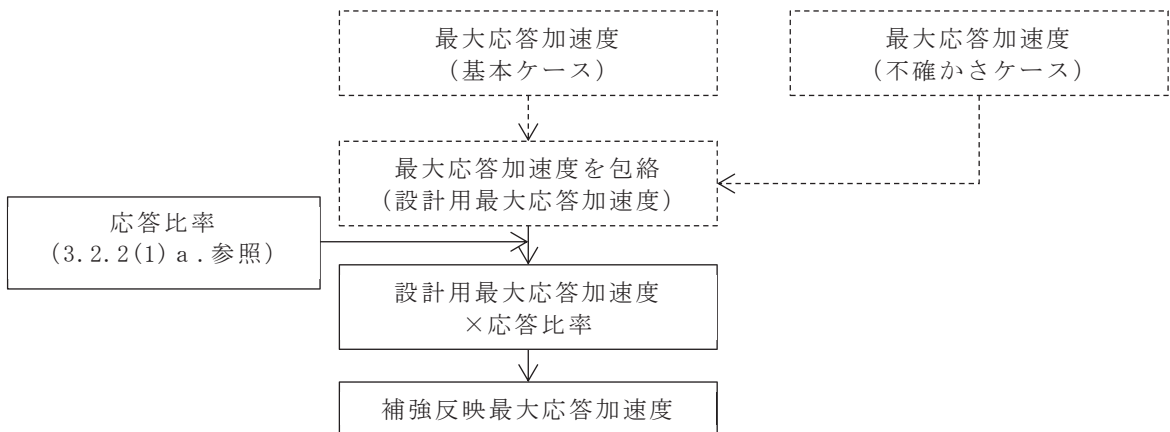 最大応答加速度
(基本ケース)
最大応答加速度
(不確かさケース)
最大応答加速度を包絡
(設計用最大応答加速度)
応答比率
(3.2.2(1)a.参照)
設計用最大応答加速度
×応答比率
補強反映最大応答加速度